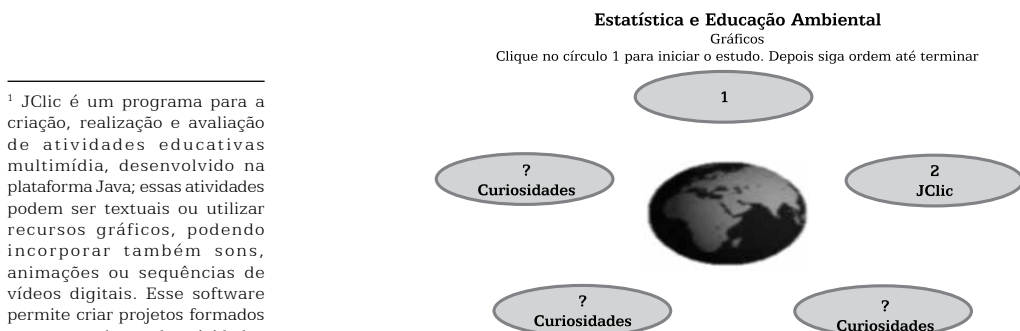 Estatística e Educação Ambiental
Gráficos
Clique no círculo 1 para iniciar o estudo. Depois siga ordem até terminar
1
?
Curiosidades
2
JClic
?
Curiosidades
?
Curiosidades
1 JClic é um programa para a
criação, realização e avaliação
de atividades educativas
multimídia, desenvolvido na
plataforma Java; essas atividades
podem ser textuais ou utilizar
recursos gráficos, podendo
incorporar também sons,
animações ou sequências de
vídeos digitais. Esse software
permite criar projetos formados